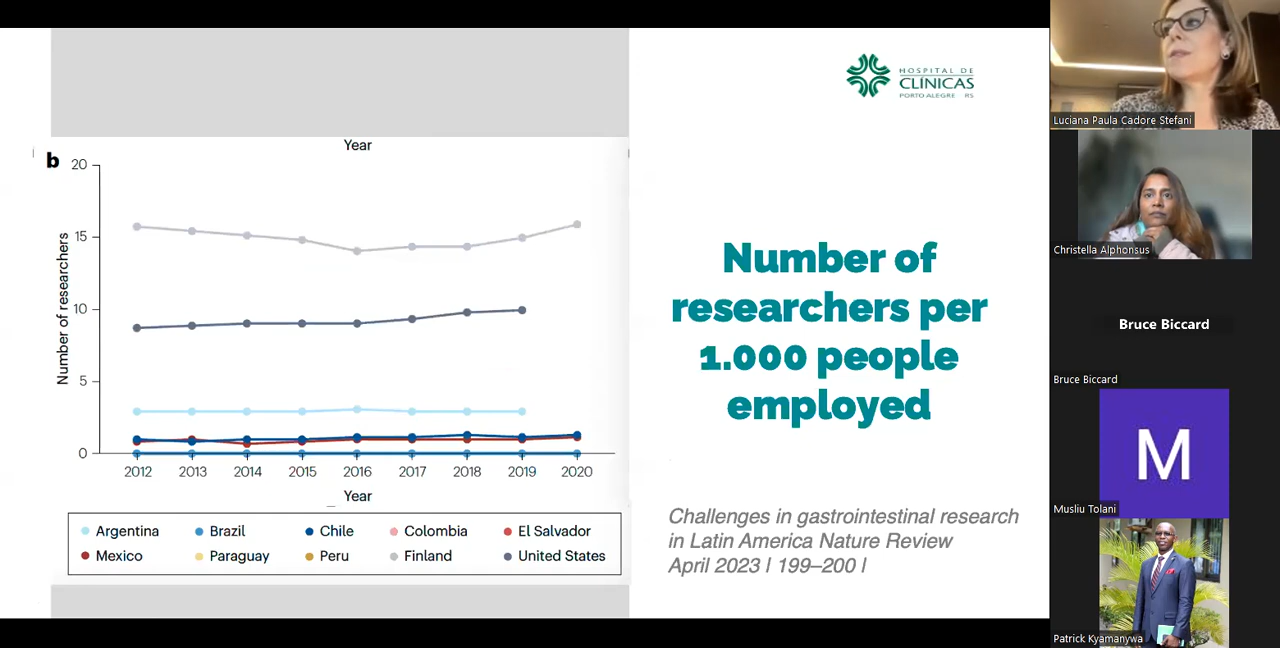 Year
b
20
15
10
5
0
Number of researchers
2012 2013 2014 2015 2016 2017 2018 2019 2020
Year
Argentina Brazil Chile Colombia El Salvador
Mexico Paraguay Peru Finland United States
HOSPITAL DE
CLÍNICAS
PORTO ALEGRE RS
Number of
researchers per
1.000 people
employed
Challenges in gastrointestinal research
in Latin America Nature Review
April 2023 | 199–200 |
Luciana Paula Cadore Stefani
Christella Alphonsus
Bruce Biccard
Bruce Biccard
M
Musliu Tolani
Patrick Kyamanywa